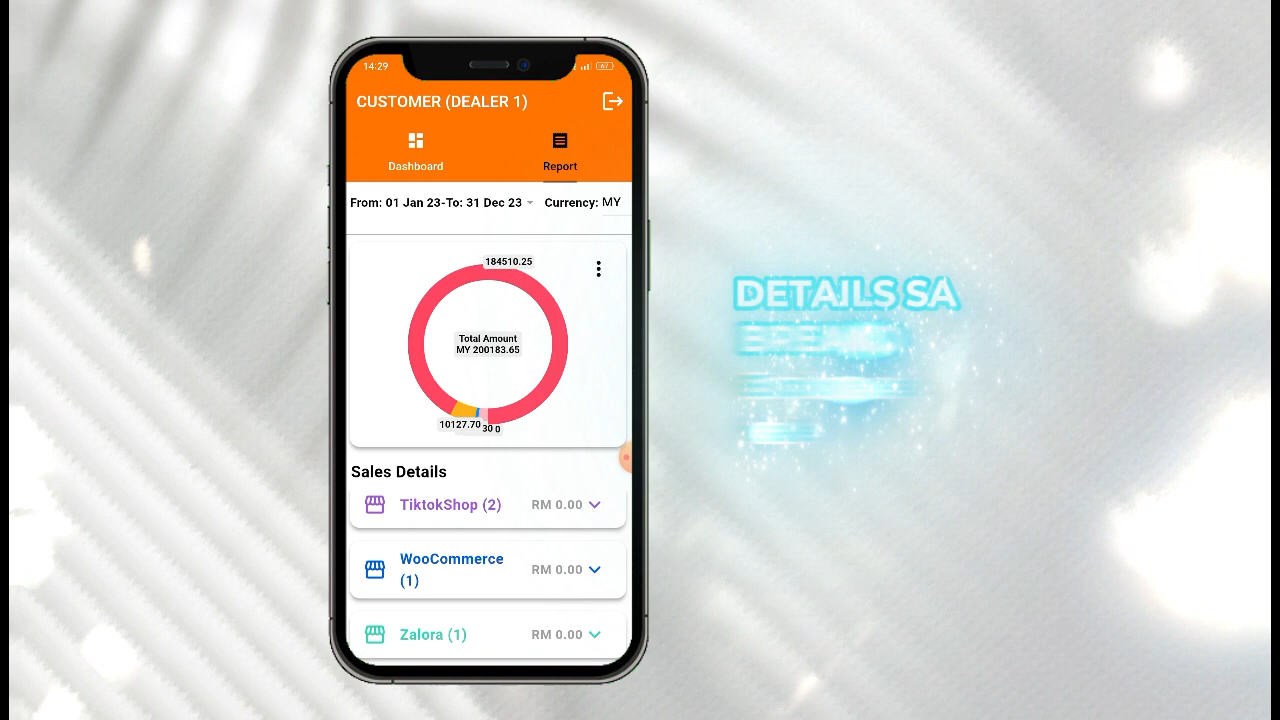 14:29
67
CUSTOMER (DEALER 1)
Dashboard
Report
From: 01 Jan 23-To: 31 Dec 23
Currency: MY
184510.25
Total Amount
MY 200183.65
10127.70
30 0
Sales Details
TiktokShop (2)
RM 0.00
WooCommerce
(1)
RM 0.00
Zalora (1)
RM 0.00
DETAILS SA